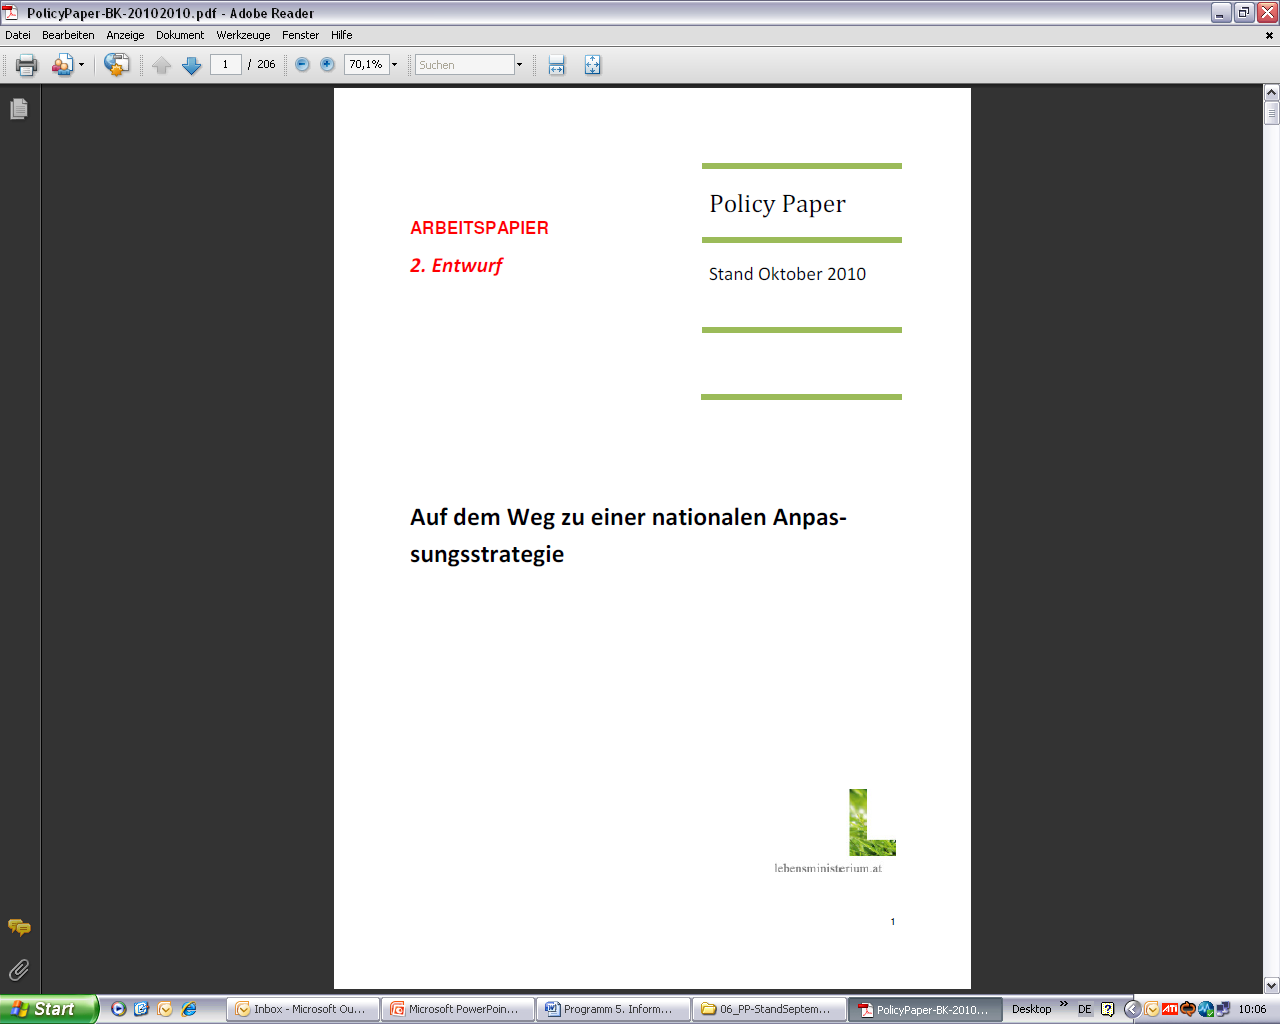 PolicyPaper-BK-20102010.pdf - Adobe Reader
Datei Bearbeiten Anzeige Dokument Werkzeuge Fenster Hilfe
1 / 206 70,1% Suchen
Policy Paper
ARBEITSPAPIER
2. Entwurf
Stand Oktober 2010
Auf dem Weg zu einer nationalen Anpas-
sungsstrategie
lebensministerium.at
1
Start Inbox - Microsoft Ou... Microsoft PowerPoin... Programm 5. Inform... 06_PP-StandSeptem... PolicyPaper-BK-2010... Desktop » DE ATI 10:06